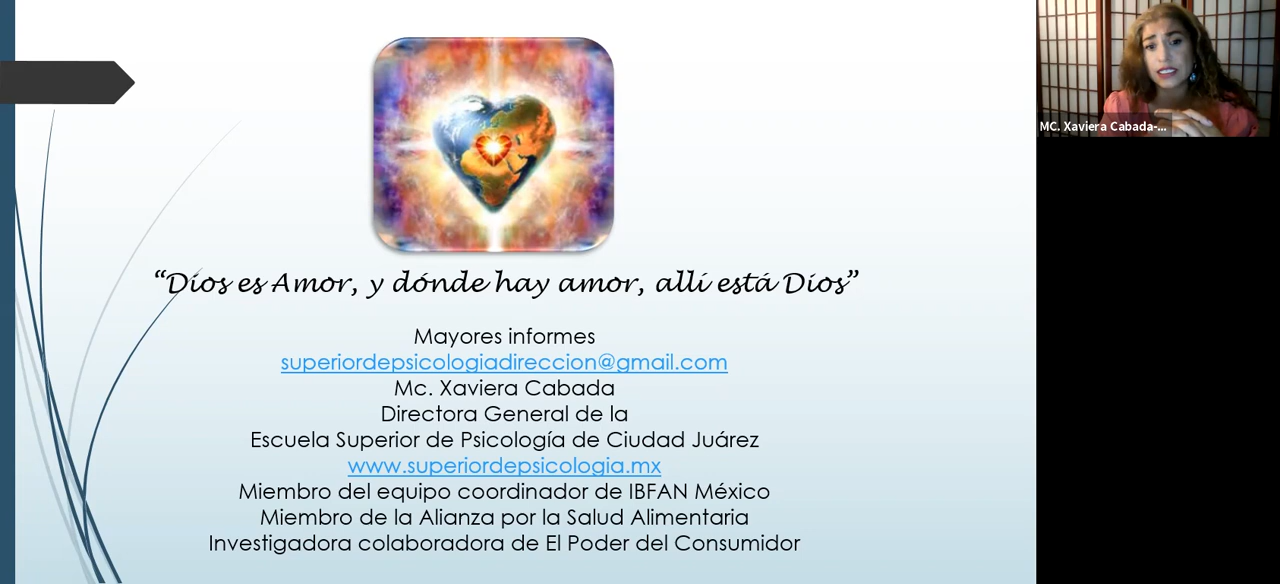 “Dios es Amor, y dónde hay amor, allí está Dios”
Mayores informes
superiordepsicologiadireccion@gmail.com
Mc. Xaviera Cabada
Directora General de la
Escuela Superior de Psicología de Ciudad Juárez
www.superiordepsicologia.mx
Miembro del equipo coordinador de IBFAN México
Miembro de la Alianza por la Salud Alimentaria
Investigadora colaboradora de El Poder del Consumidor
MC. Xaviera Cabada-...